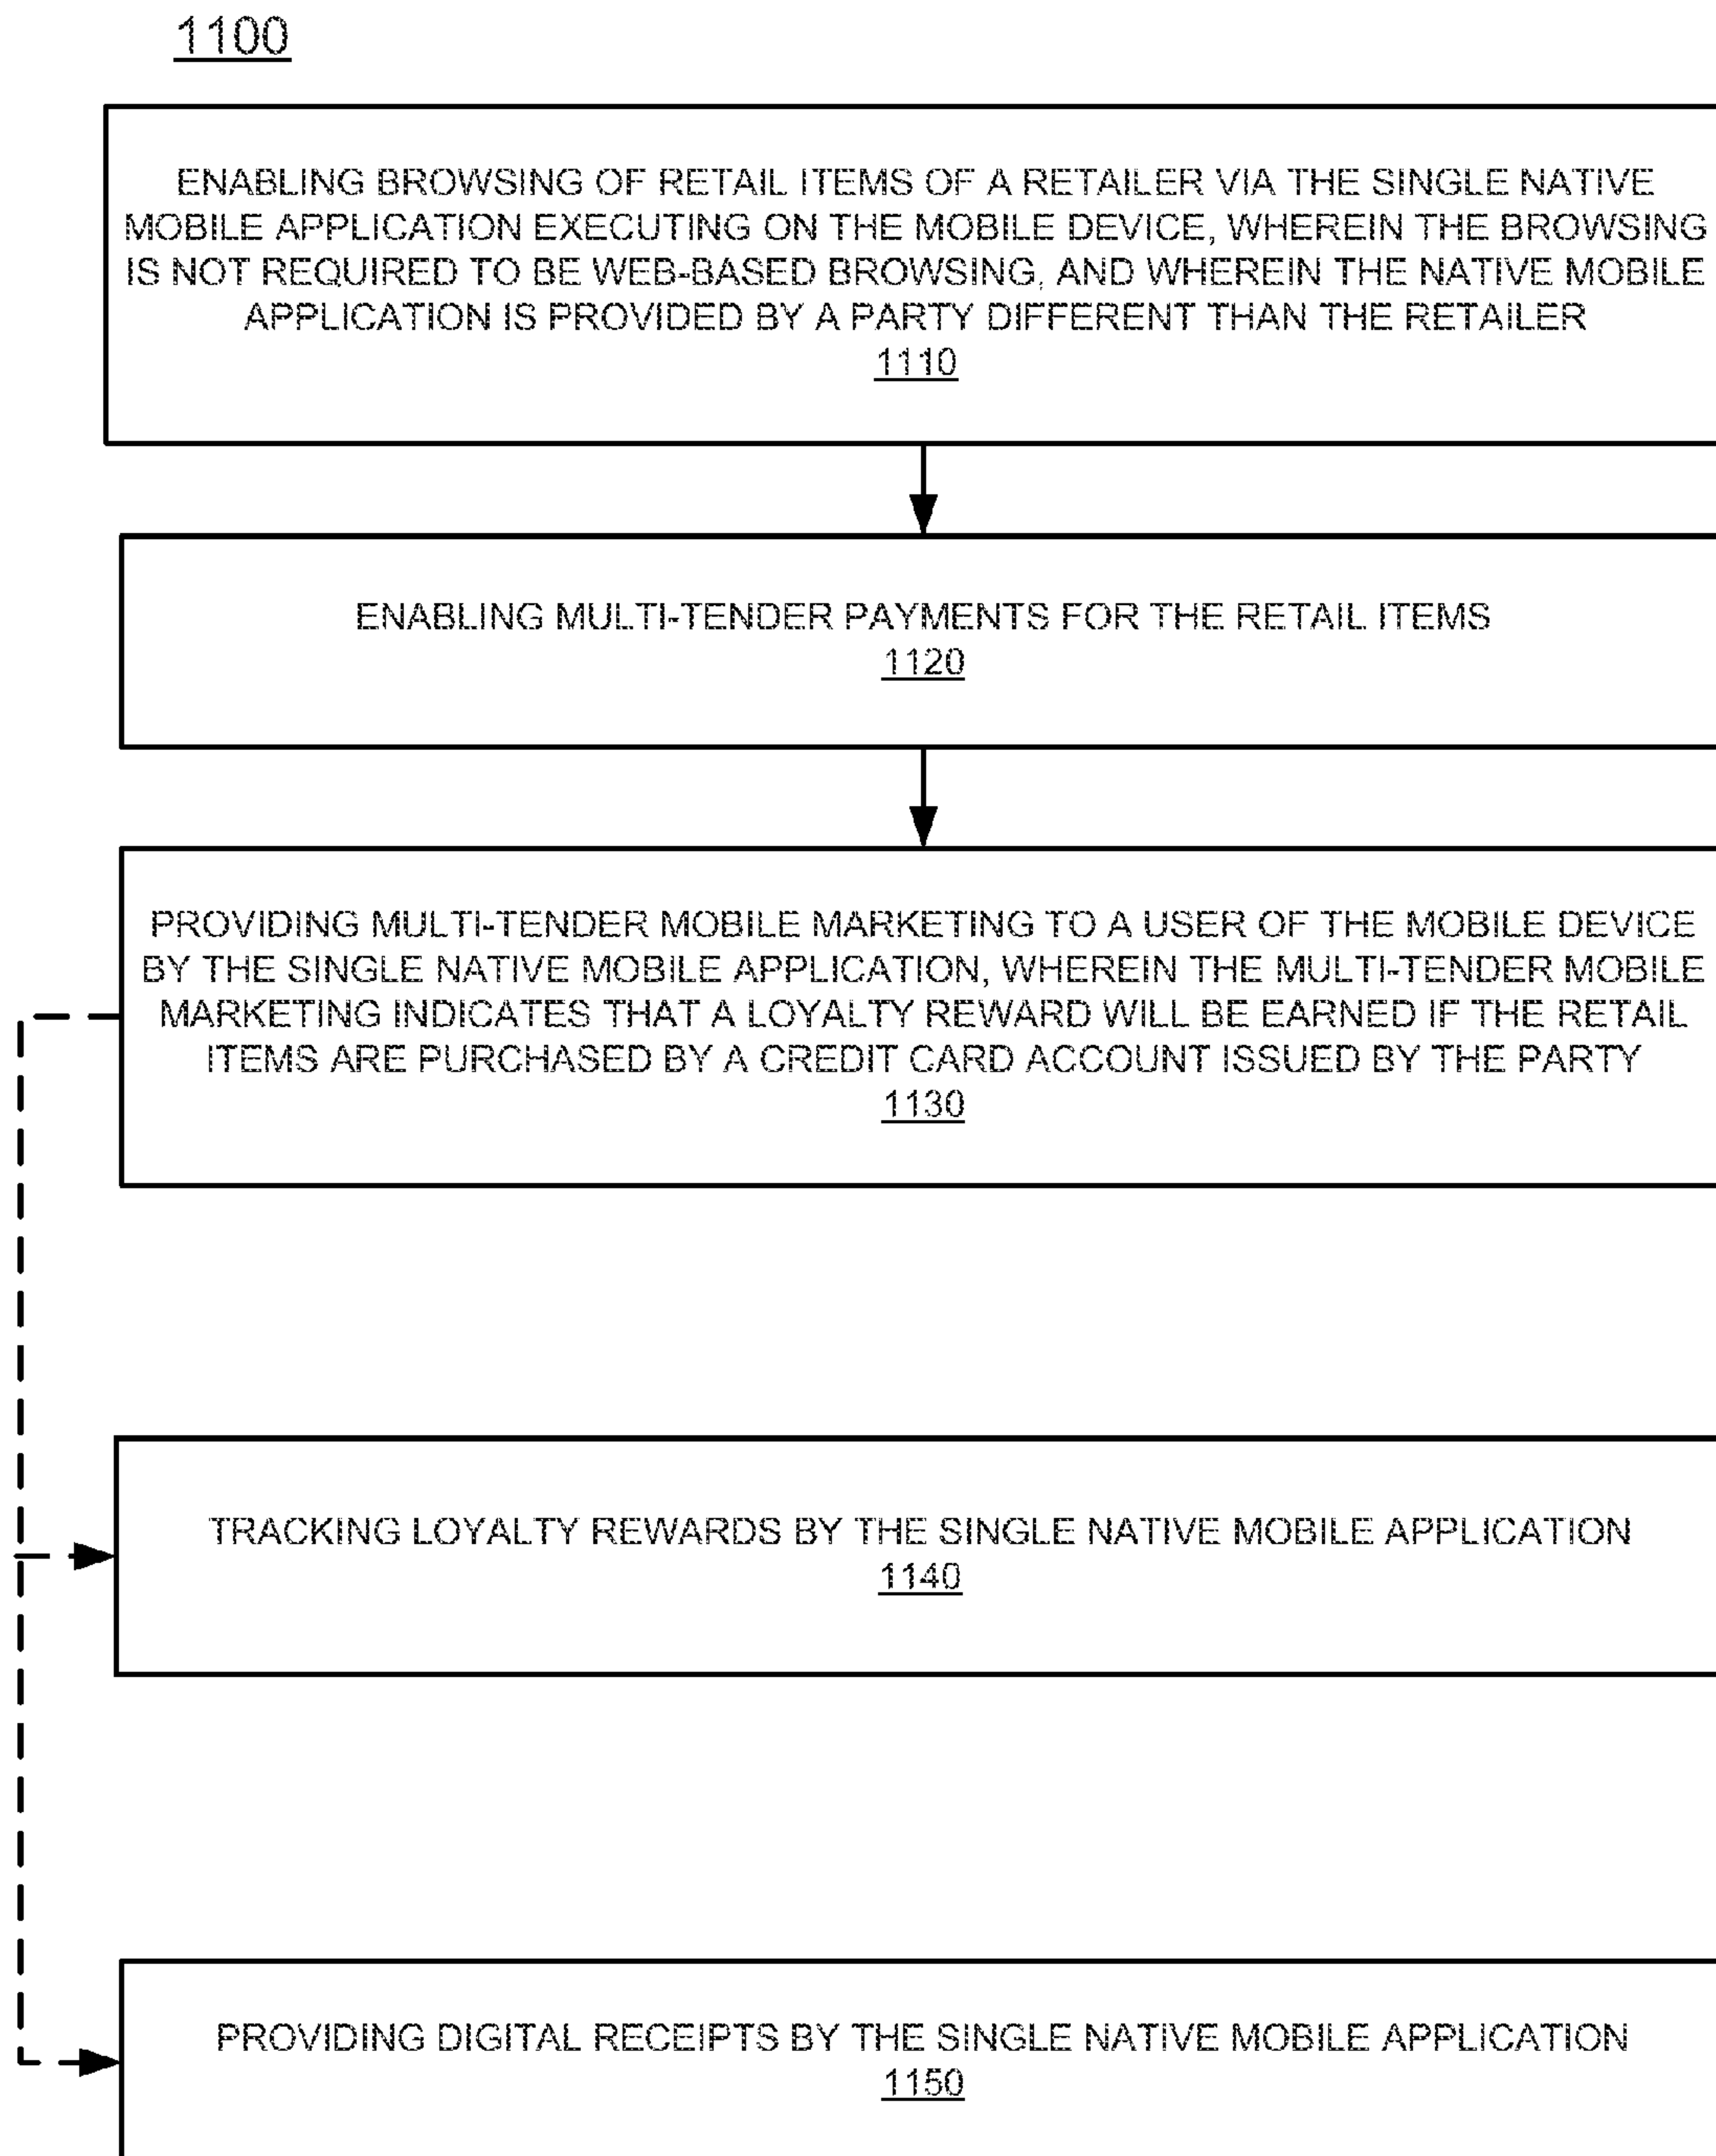 1100
ENABLING BROWSING OF RETAIL ITEMS OF A RETAILER VIA THE SINGLE NATIVE
MOBILE APPLICATION EXECUTING ON THE MOBILE DEVICE, WHEREIN THE BROWSING
IS NOT REQUIRED TO BE WEB-BASED BROWSING, AND WHEREIN THE NATIVE MOBILE
APPLICATION IS PROVIDED BY A PARTY DIFFERENT THAN THE RETAILER
1110
ENABLING MULTI-TENDER PAYMENTS FOR THE RETAIL ITEMS
1120
PROVIDING MULTI-TENDER MOBILE MARKETING TO A USER OF THE MOBILE DEVICE
BY THE SINGLE NATIVE MOBILE APPLICATION, WHEREIN THE MULTI-TENDER MOBILE
MARKETING INDICATES THAT A LOYALTY REWARD WILL BE EARNED IF THE RETAIL
ITEMS ARE PURCHASED BY A CREDIT CARD ACCOUNT ISSUED BY THE PARTY
1130
TRACKING LOYALTY REWARDS BY THE SINGLE NATIVE MOBILE APPLICATION
1140
PROVIDING DIGITAL RECEIPTS BY THE SINGLE NATIVE MOBILE APPLICATION
1150